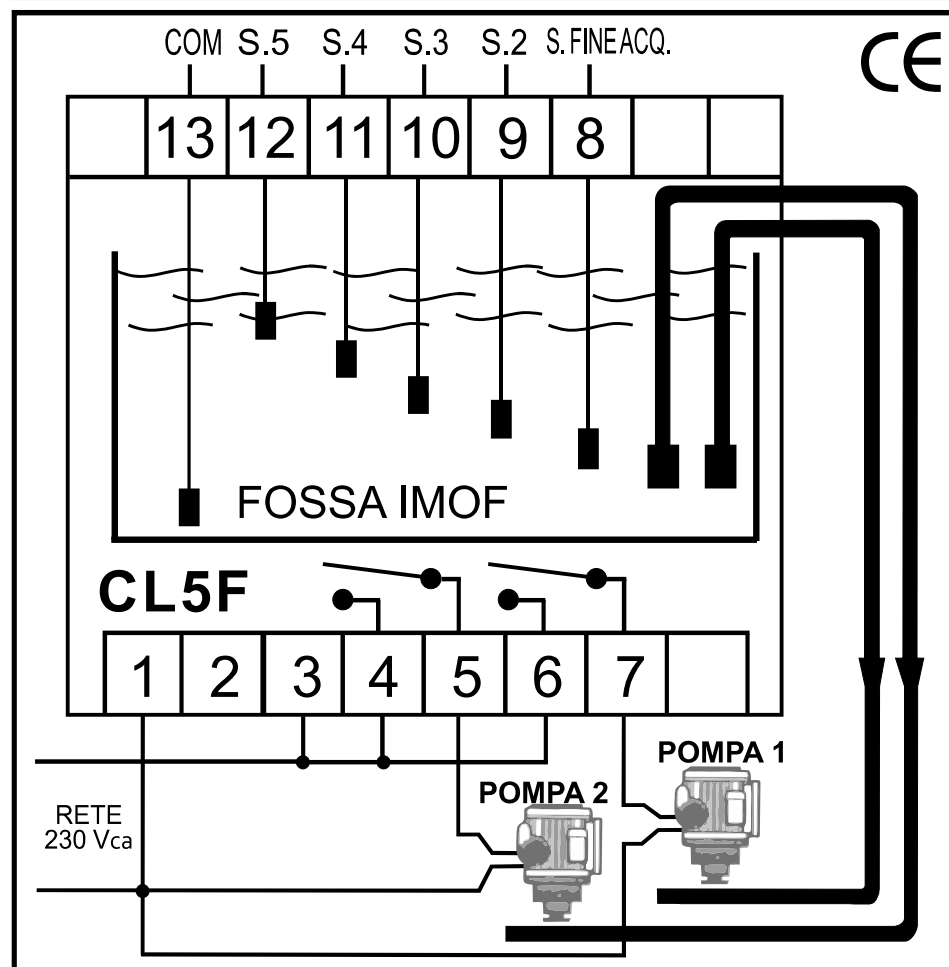 COM S.5 S.4 S.3 S.2 S. FINE ACQ.
CE
13 12 11 10 9 8
FOSSA IMOF
CL5F
1 2 3 4 5 6 7
POMPA 1
POMPA 2
RETE
230 Vca